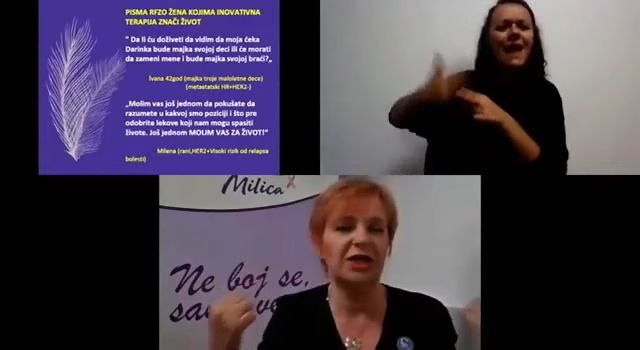 PISMA RFZO ŽENA KOJIMA INOVATIVNA
TERAPIJA ZNAČI ŽIVOT
" Da li ću doživeti da vidim da moja ćeka
Darinka bude majka svojoj deci ili će morati
da zameni mene i bude majka svojoj braći?„
Ivana 42god (majka troje maloletne dece)
(metastatski HR+HER2-)
„Molim vas još jednom da pokušate da
razumete u kakvoj smo poziciji i što pre
odobrite lekove koji nam mogu spasiti
živote. Još jednom MOLIM VAS ZA ŽIVOT!"
Milena (rani,HER2+Visoki rizik od relapsa
bolesti)
Milica
Ne boj se,